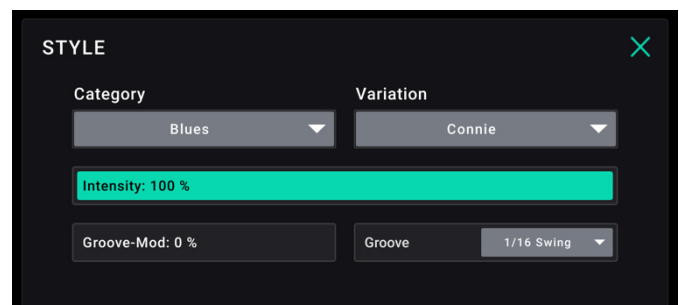 STYLE
Category Variation
Blues Connie
Intensity: 100 %
Groove-Mod: 0 % Groove 1/16 Swing